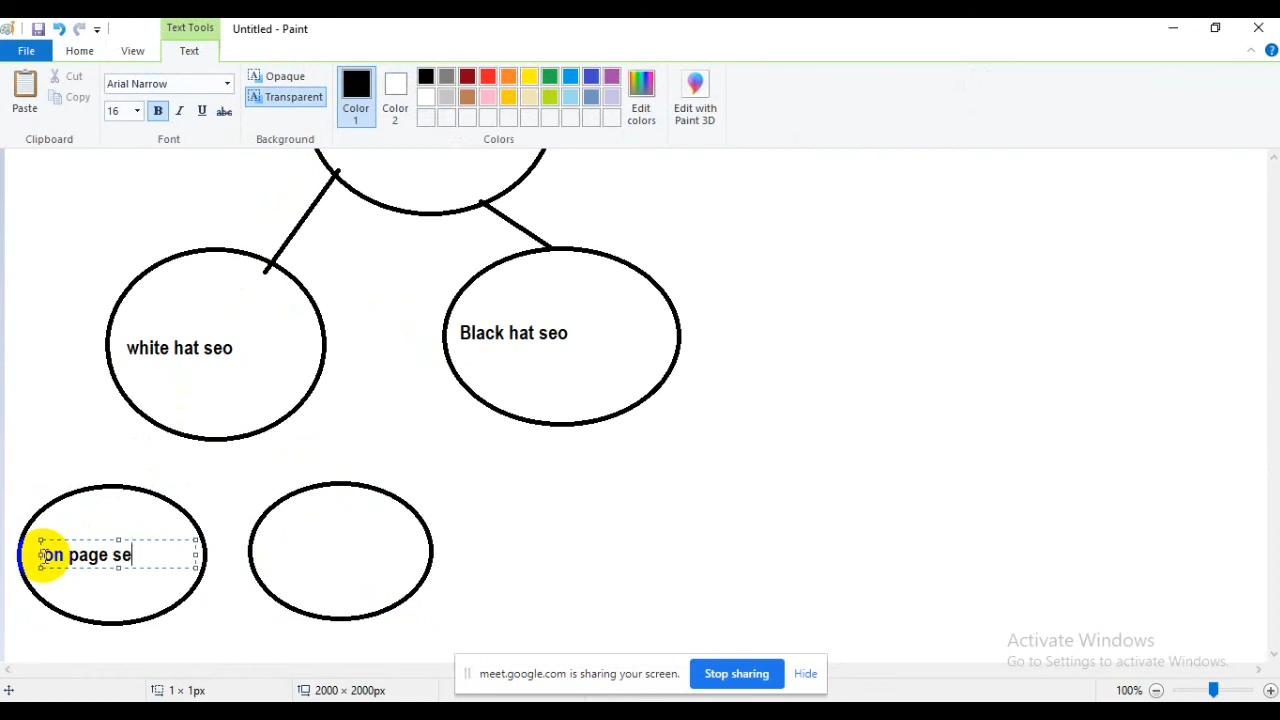 Text Tools
Untitled - Paint
File
Home
View
Text
Paste
Cut
Copy
Clipboard
Arial Narrow
16
B
I
U
abc
Font
Opaque
Transparent
Background
Color
1
Color
2
Edit
colors
Edit with
Paint 3D
Colors
white hat seo
Black hat seo
on page se
Activate Windows
Go to Settings to activate Windows.
meet.google.com is sharing your screen.
Stop sharing
Hide
1 × 1px
2000 × 2000px
100%